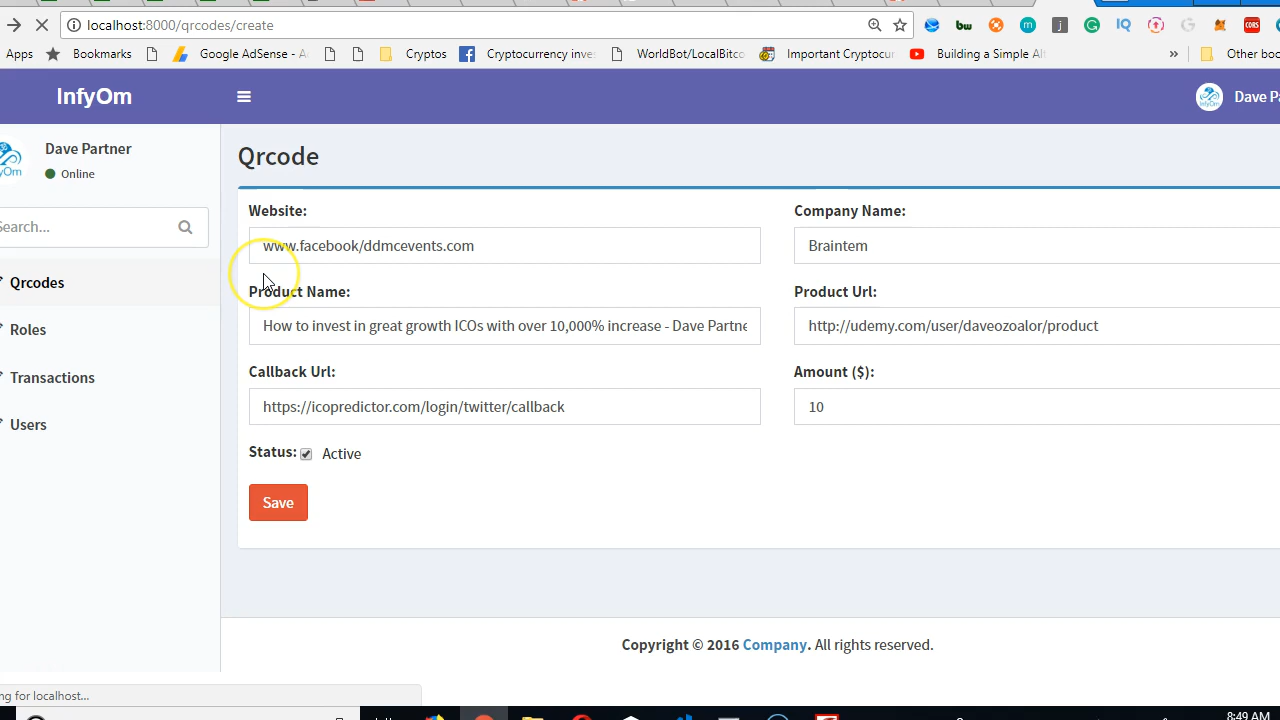 localhost:8000/qrcodes/create
Apps Bookmarks Google AdSense - A Cryptos Cryptocurrency inve WorldBot/LocalBitco Important Cryptocur Building a Simple Alt » Other boo
InfyOm
Dave P
Dave Partner
Online
Search...
Qrcodes
Roles
Transactions
Users
Qrcode
Website: Company Name:
www.facebook/ddmcevents.com Braintem
Product Name: Product Url:
How to invest in great growth ICOs with over 10,000% increase - Dave Partne http://udemy.com/user/daveozoalor/product
Callback Url: Amount ($):
https://icopredictor.com/login/twitter/callback 10
Status: Active
Save
Copyright © 2016 Company. All rights reserved.
ng for localhost...
8:49 AM